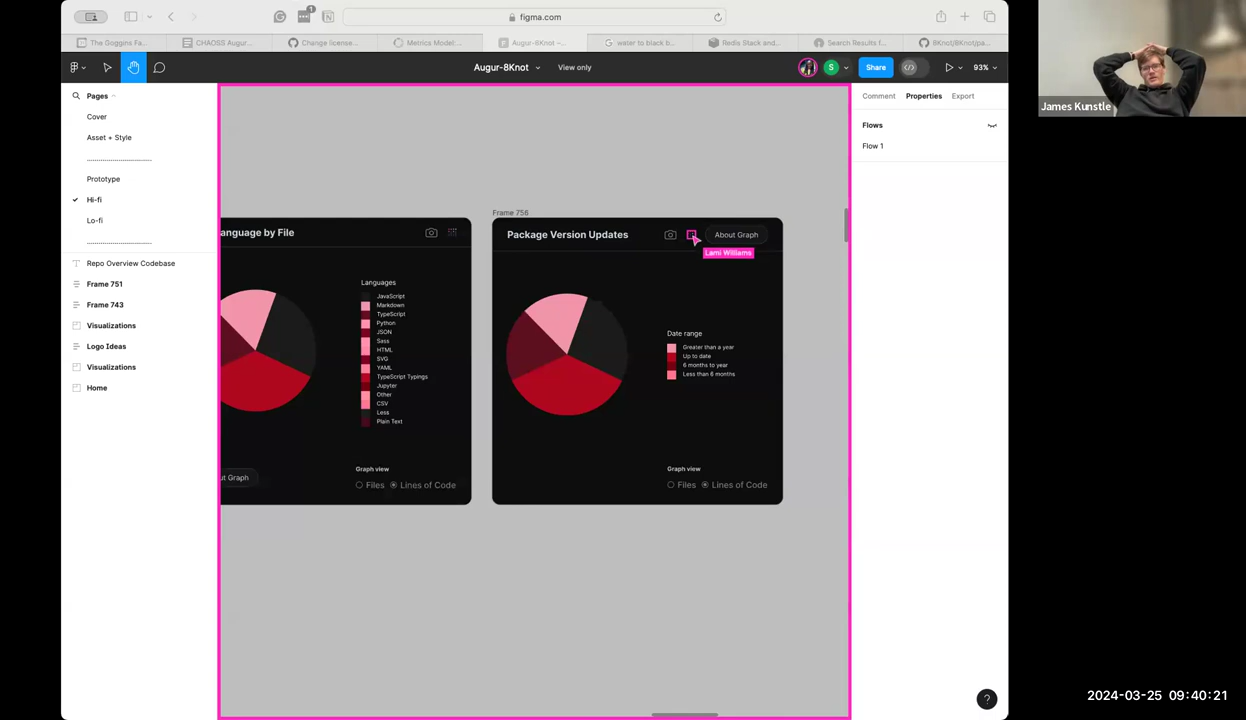 1
figma.com
The Goggins Fa...
CHAOSS Augur...
Change license...
Metrics Model:...
Augur-8Knot –...
water to black b...
Redis Stack and...
Search Results f...
8Knot/8Knot/pa...
Augur-8Knot
View only
S
Share
93%
Pages
Cover
Asset + Style
Prototype
Hi-fi
Lo-fi
Repo Overview Codebase
Frame 751
Frame 743
Visualizations
Logo Ideas
Visualizations
Home
anguage by File
Languages
JavaScript
Markdown
TypeScript
Python
JSON
Sass
HTML
SVG
YAML
TypeScript Typings
Jupyter
Other
CSV
Less
Plain Text
ut Graph
Graph view
Files
Lines of Code
Frame 756
Package Version Updates
About Graph
Lami Williams
Date range
Greater than a year
Up to date
6 months to year
Less than 6 months
Graph view
Files
Lines of Code
Comment
Properties
Export
Flows
Flow 1
?
James Kunstle
2024-03-25 09:40:21